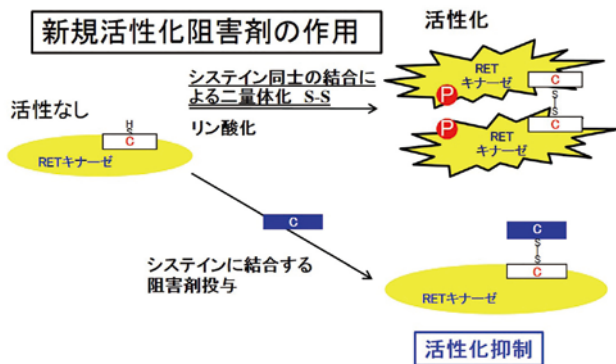 新規活性化阻害剤の作用
活性化
システイン同士の結合に
よる二量体化 S-S
リン酸化
活性なし
H
S
C
RETキナーゼ
RET
キナーゼ
C
P
S
S
P
C
RET
キナーゼ
C
システインに結合する
阻害剤投与
C
S
S
C
RETキナーゼ
活性化抑制